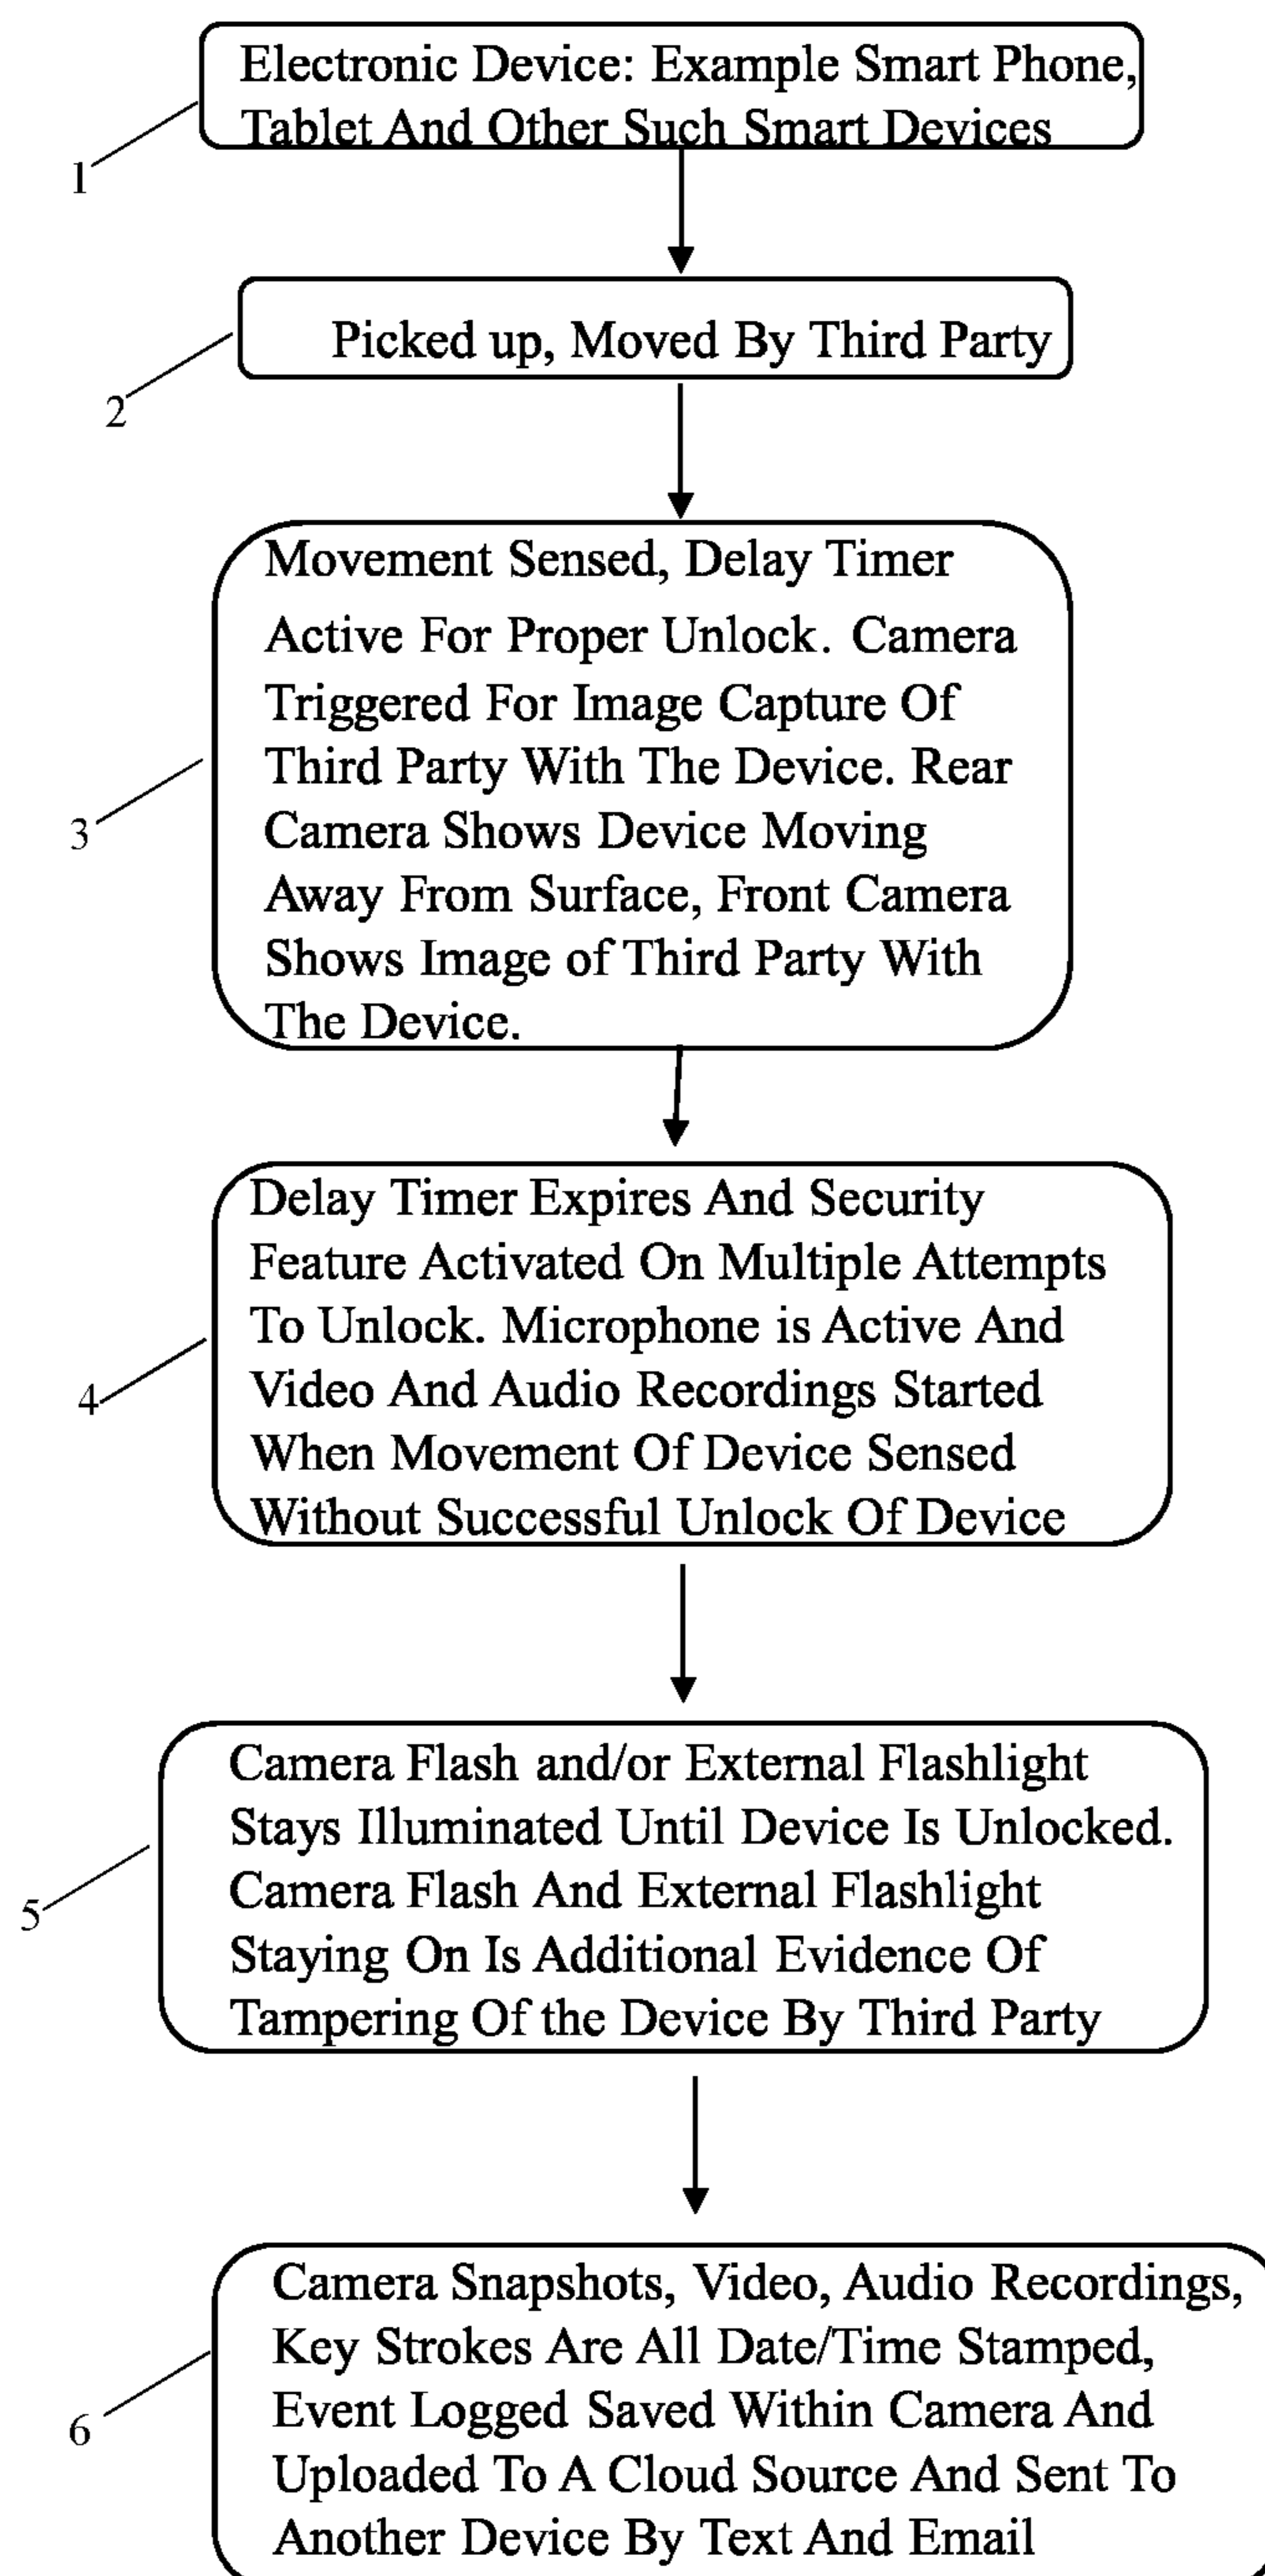 Electronic Device: Example Smart Phone,
Tablet And Other Such Smart Devices
1
Picked up, Moved By Third Party
2
Movement Sensed, Delay Timer
Active For Proper Unlock. Camera
Triggered For Image Capture Of
Third Party With The Device. Rear
Camera Shows Device Moving
Away From Surface, Front Camera
Shows Image of Third Party With
The Device.
3
Delay Timer Expires And Security
Feature Activated On Multiple Attempts
To Unlock. Microphone is Active And
Video And Audio Recordings Started
When Movement Of Device Sensed
Without Successful Unlock Of Device
4
Camera Flash and/or External Flashlight
Stays Illuminated Until Device Is Unlocked.
Camera Flash And External Flashlight
Staying On Is Additional Evidence Of
Tampering Of the Device By Third Party
5
Camera Snapshots, Video, Audio Recordings,
Key Strokes Are All Date/Time Stamped,
Event Logged Saved Within Camera And
Uploaded To A Cloud Source And Sent To
Another Device By Text And Email
6